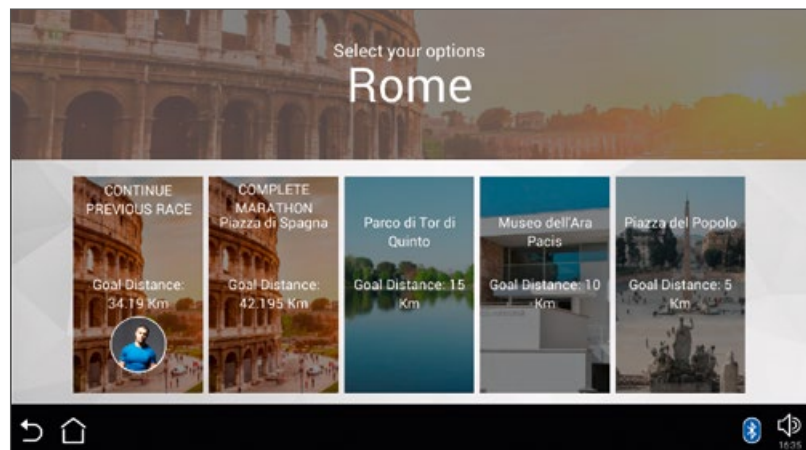 Select your options
Rome
CONTINUE
PREVIOUS RACE
Goal Distance:
34.19 Km
COMPLETE
MARATHON
Piazza di Spagna
Goal Distance:
42.195 Km
Parco di Tor di
Quinto
Goal Distance: 15
Km
Museo dell'Ara
Pacis
Goal Distance: 10
Km
Piazza del Popolo
Goal Distance: 5
Km
16:35